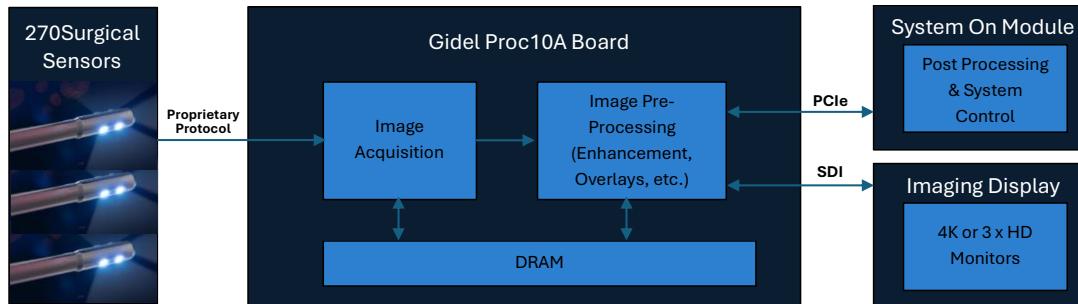 270Surgical
Sensors
Proprietary
Protocol
Gidel Proc10A Board
Image
Acquisition
Image Pre-
Processing
(Enhancement,
Overlays, etc.)
DRAM
PCIe
SDI
System On Module
Post Processing
& System
Control
Imaging Display
4K or 3 x HD
Monitors